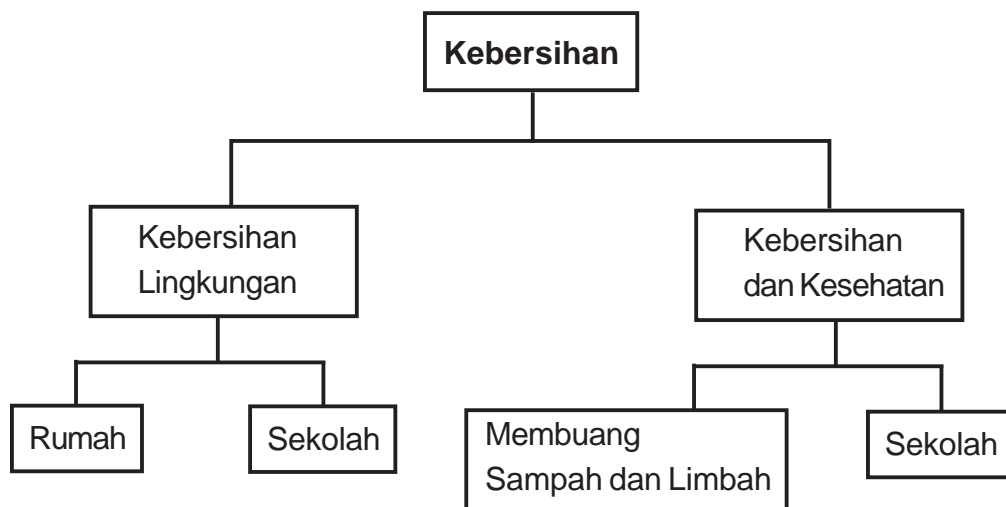 Kebersihan
Kebersihan
Lingkungan
Kebersihan
dan Kesehatan
Rumah
Sekolah
Membuang
Sampah dan Limbah
Sekolah